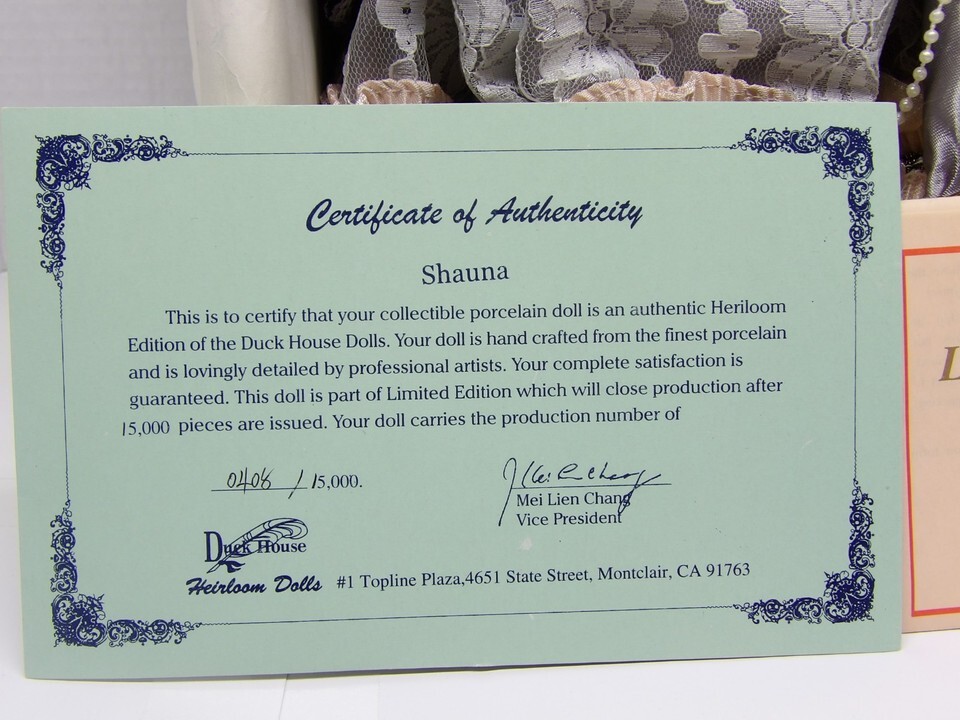 Certificate of Authenticity
Shauna
This is to certify that your collectible porcelain doll is an authentic Heriloom
Edition of the Duck House Dolls. Your doll is hand crafted from the finest porcelain
and is lovingly detailed by professional artists. Your complete satisfaction is
guaranteed. This doll is part of Limited Edition which will close production after
15,000 pieces are issued. Your doll carries the production number of
0408 / 15,000.
Mei Lien Chang
Vice President
Duck House
Heirloom Dolls #1 Topline Plaza,4651 State Street, Montclair, CA 91763